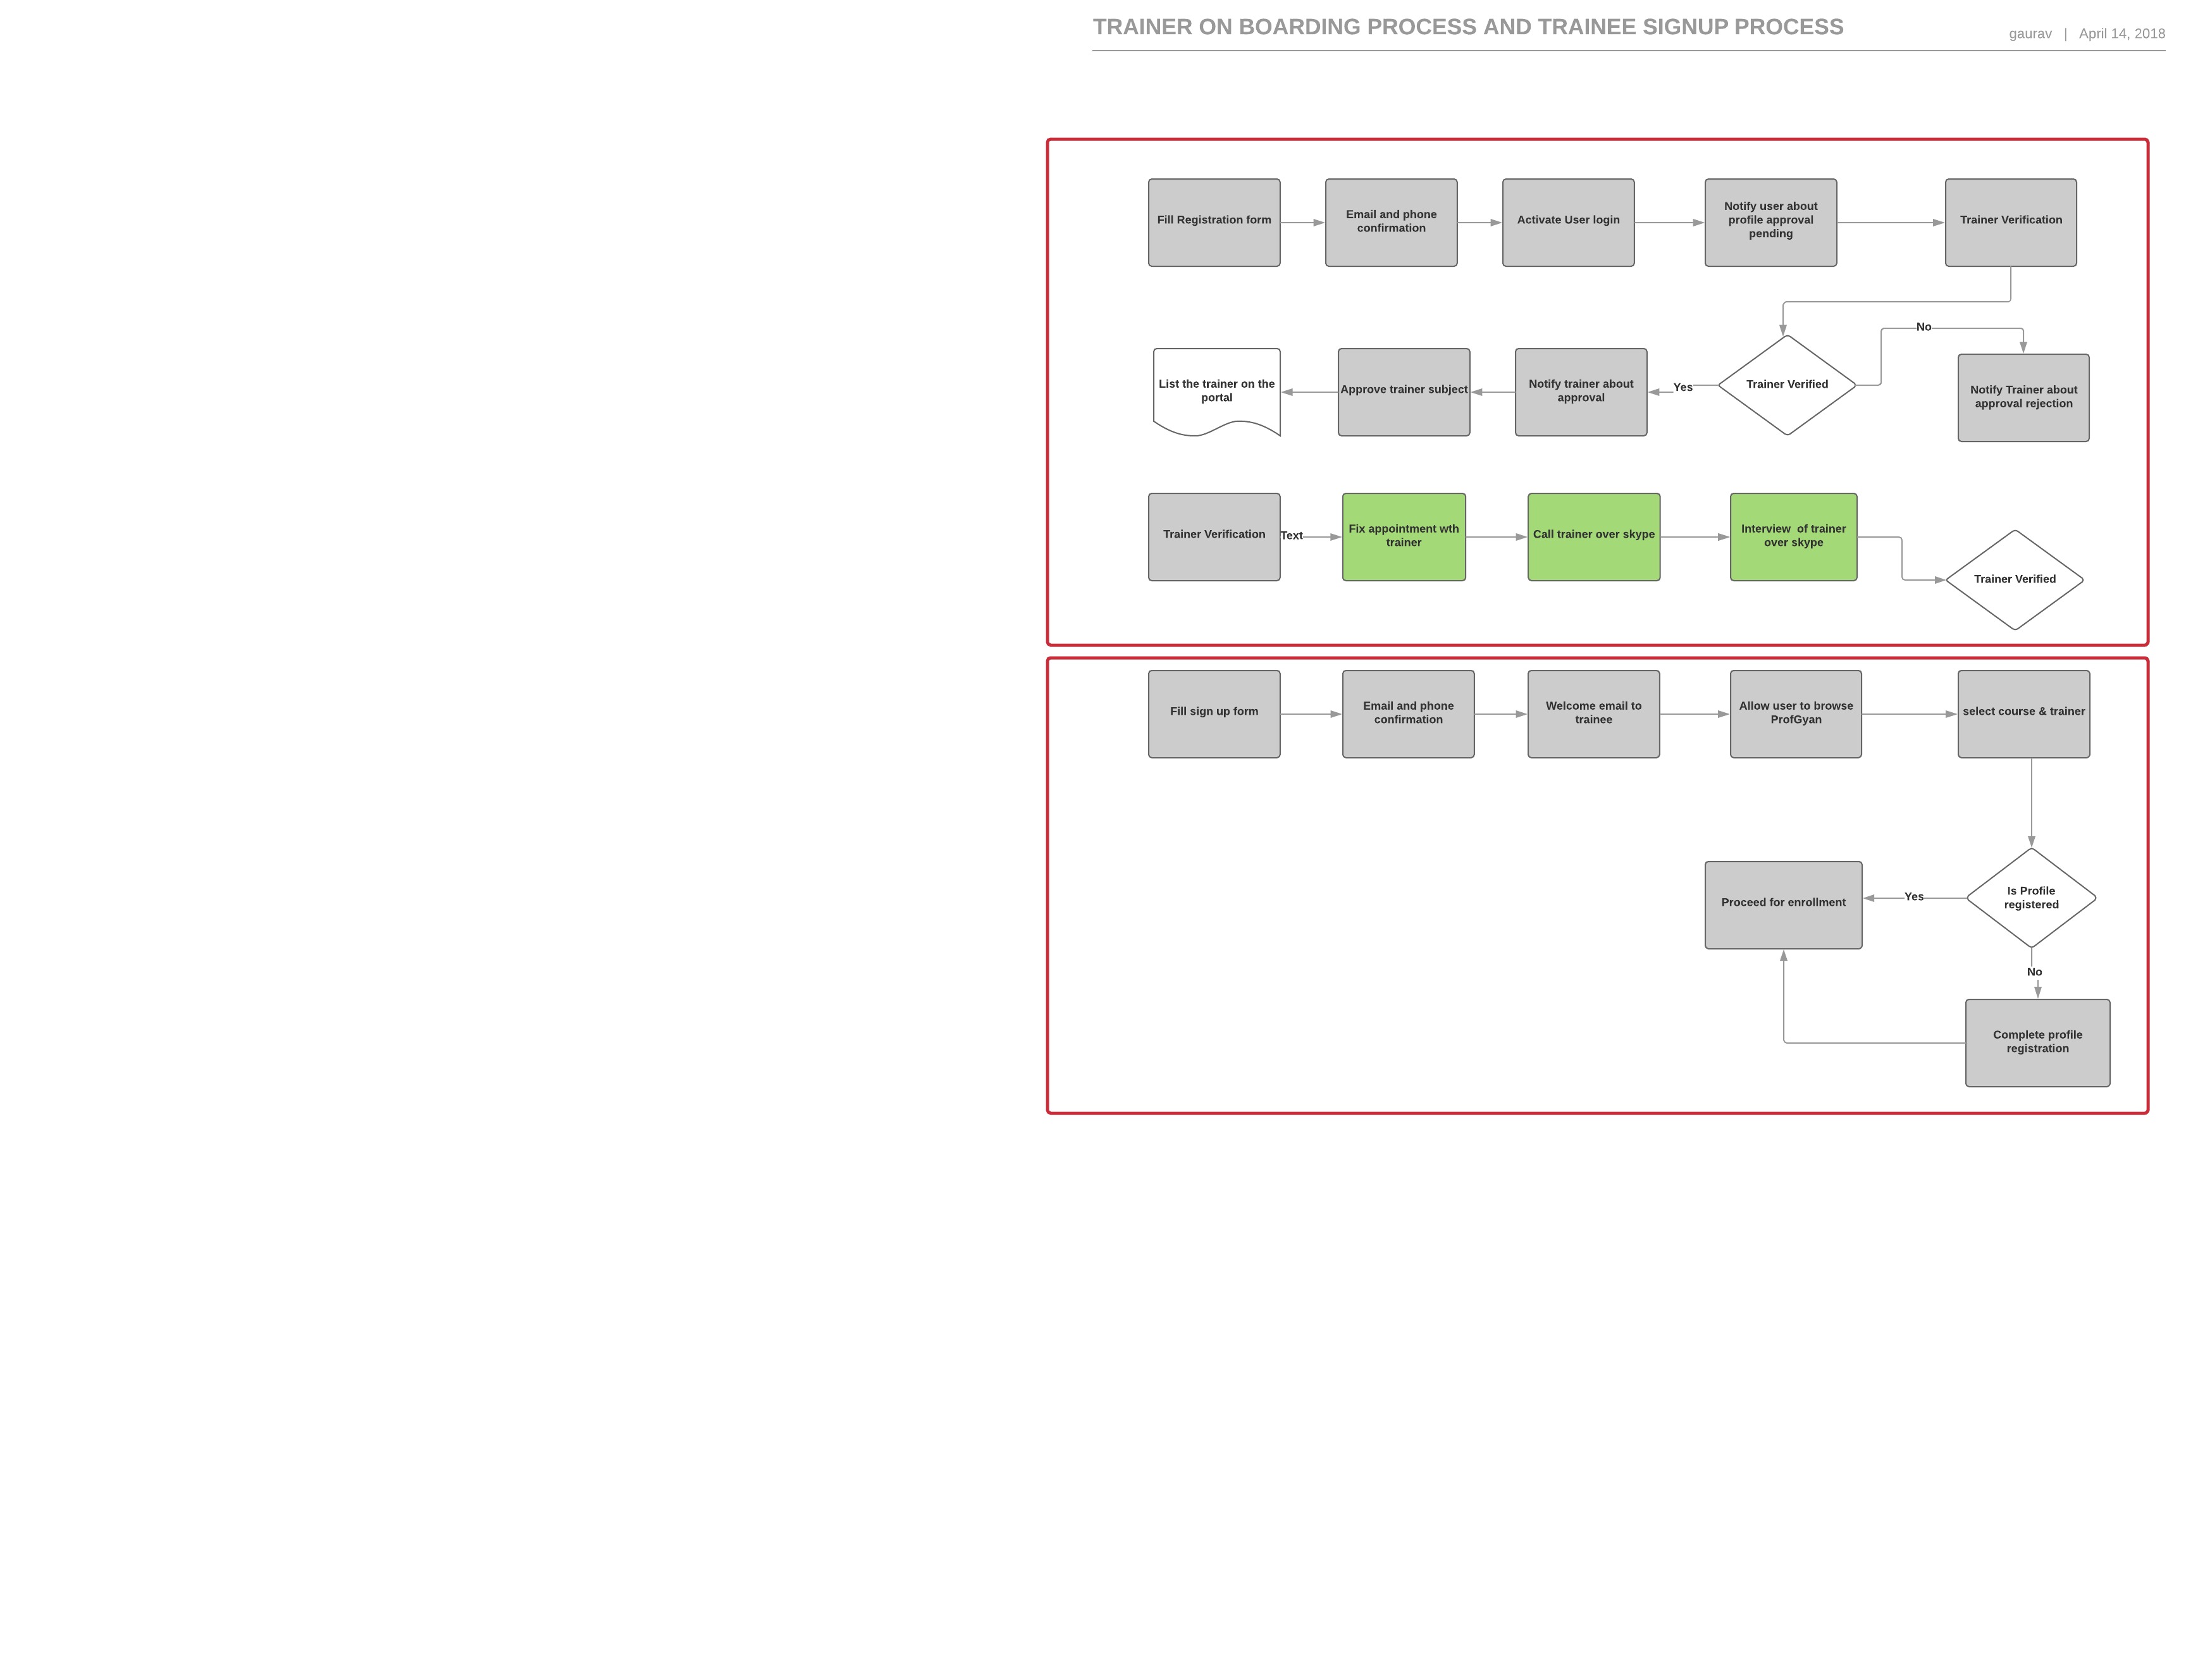 TRAINER ON BOARDING PROCESS AND TRAINEE SIGNUP PROCESS
gaurav | April 14, 2018
Fill Registration form
Email and phone
confirmation
Activate User login
Notify user about
profile approval
pending
Trainer Verification
No
List the trainer on the
portal
Approve trainer subject
Notify trainer about
approval
Yes
Trainer Verified
Notify Trainer about
approval rejection
Trainer Verification
Text
Fix appointment wth
trainer
Call trainer over skype
Interview  of trainer
over skype
Trainer Verified
Fill sign up form
Email and phone
confirmation
Welcome email to
trainee
Allow user to browse
ProfGyan
select course & trainer
Proceed for enrollment
Yes
Is Profile
registered
No
Complete profile
registration